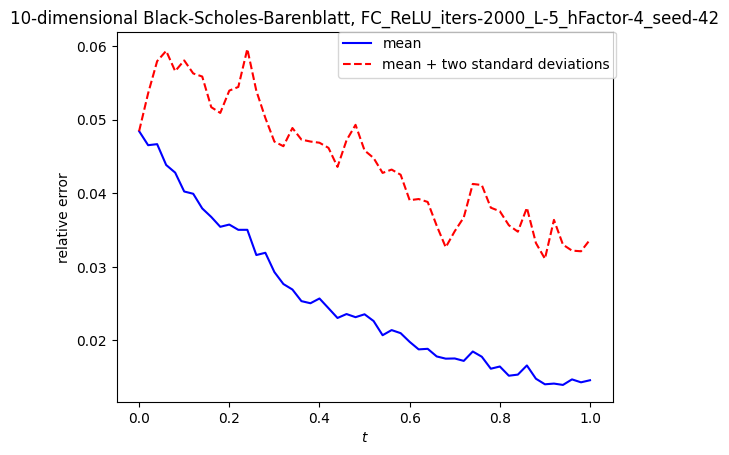 10-dimensional Black-Scholes-Barenblatt, FC_ReLU_iters-2000_L-5_hFactor-4_seed-42
mean
mean + two standard deviations
relative error
0.06
0.05
0.04
0.03
0.02
0.0 0.2 0.4 0.6 0.8 1.0
t